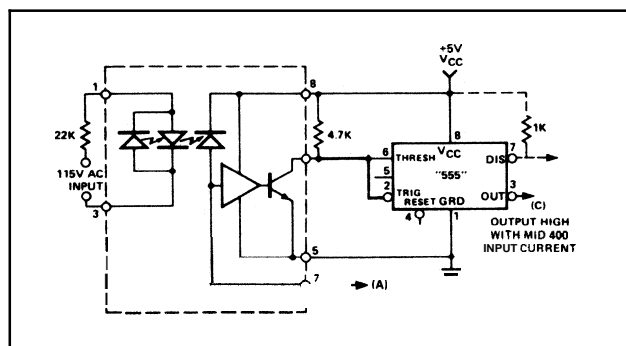 +5V
VCC
1
8
22K
4.7K
1K
115V AC
INPUT
3
8
VCC
6
THRESH
DIS
7
5
"555"
2
TRIG
OUT
3
RESET
GRD
4
1
(C)
OUTPUT HIGH
WITH MID 400
INPUT CURRENT
5
7
(A)